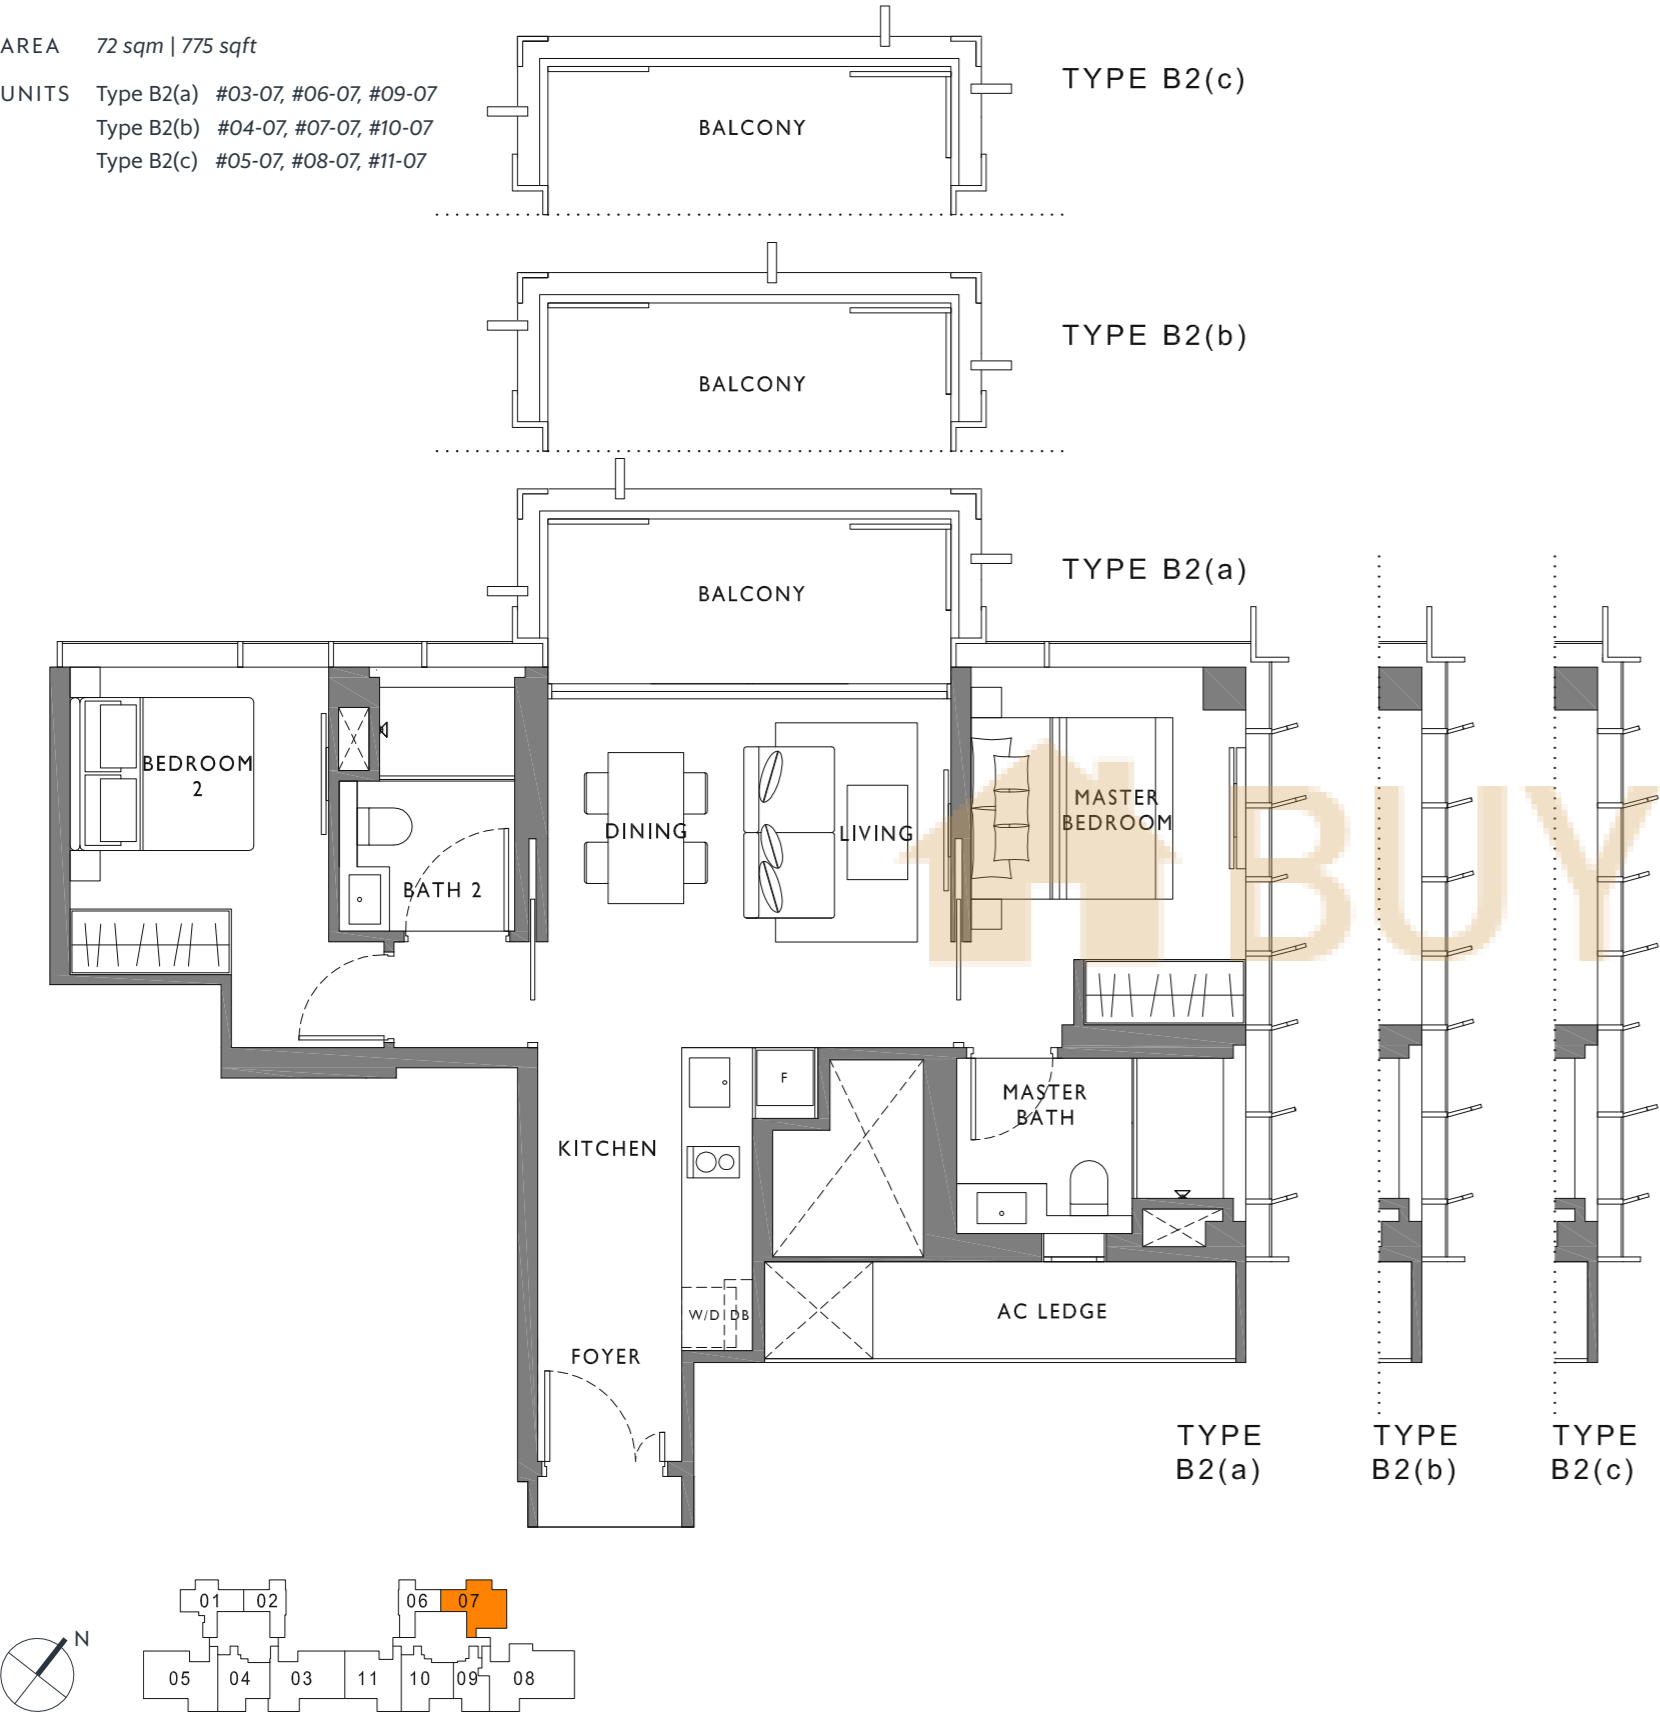 AREA 72 sqm | 775 sqft
UNITS Type B2(a) #03-07, #06-07, #09-07
Type B2(b) #04-07, #07-07, #10-07
Type B2(c) #05-07, #08-07, #11-07
TYPE B2(c)
BALCONY
TYPE B2(b)
BALCONY
TYPE B2(a)
BALCONY
BEDROOM
2
BATH 2
DINING
LIVING
MASTER
BEDROOM
BUY
F
MASTER
BATH
KITCHEN
W/D DB
AC LEDGE
FOYER
TYPE
B2(a)
TYPE
B2(b)
TYPE
B2(c)
N
01 02 06 07
05 04 03 11 10 09 08